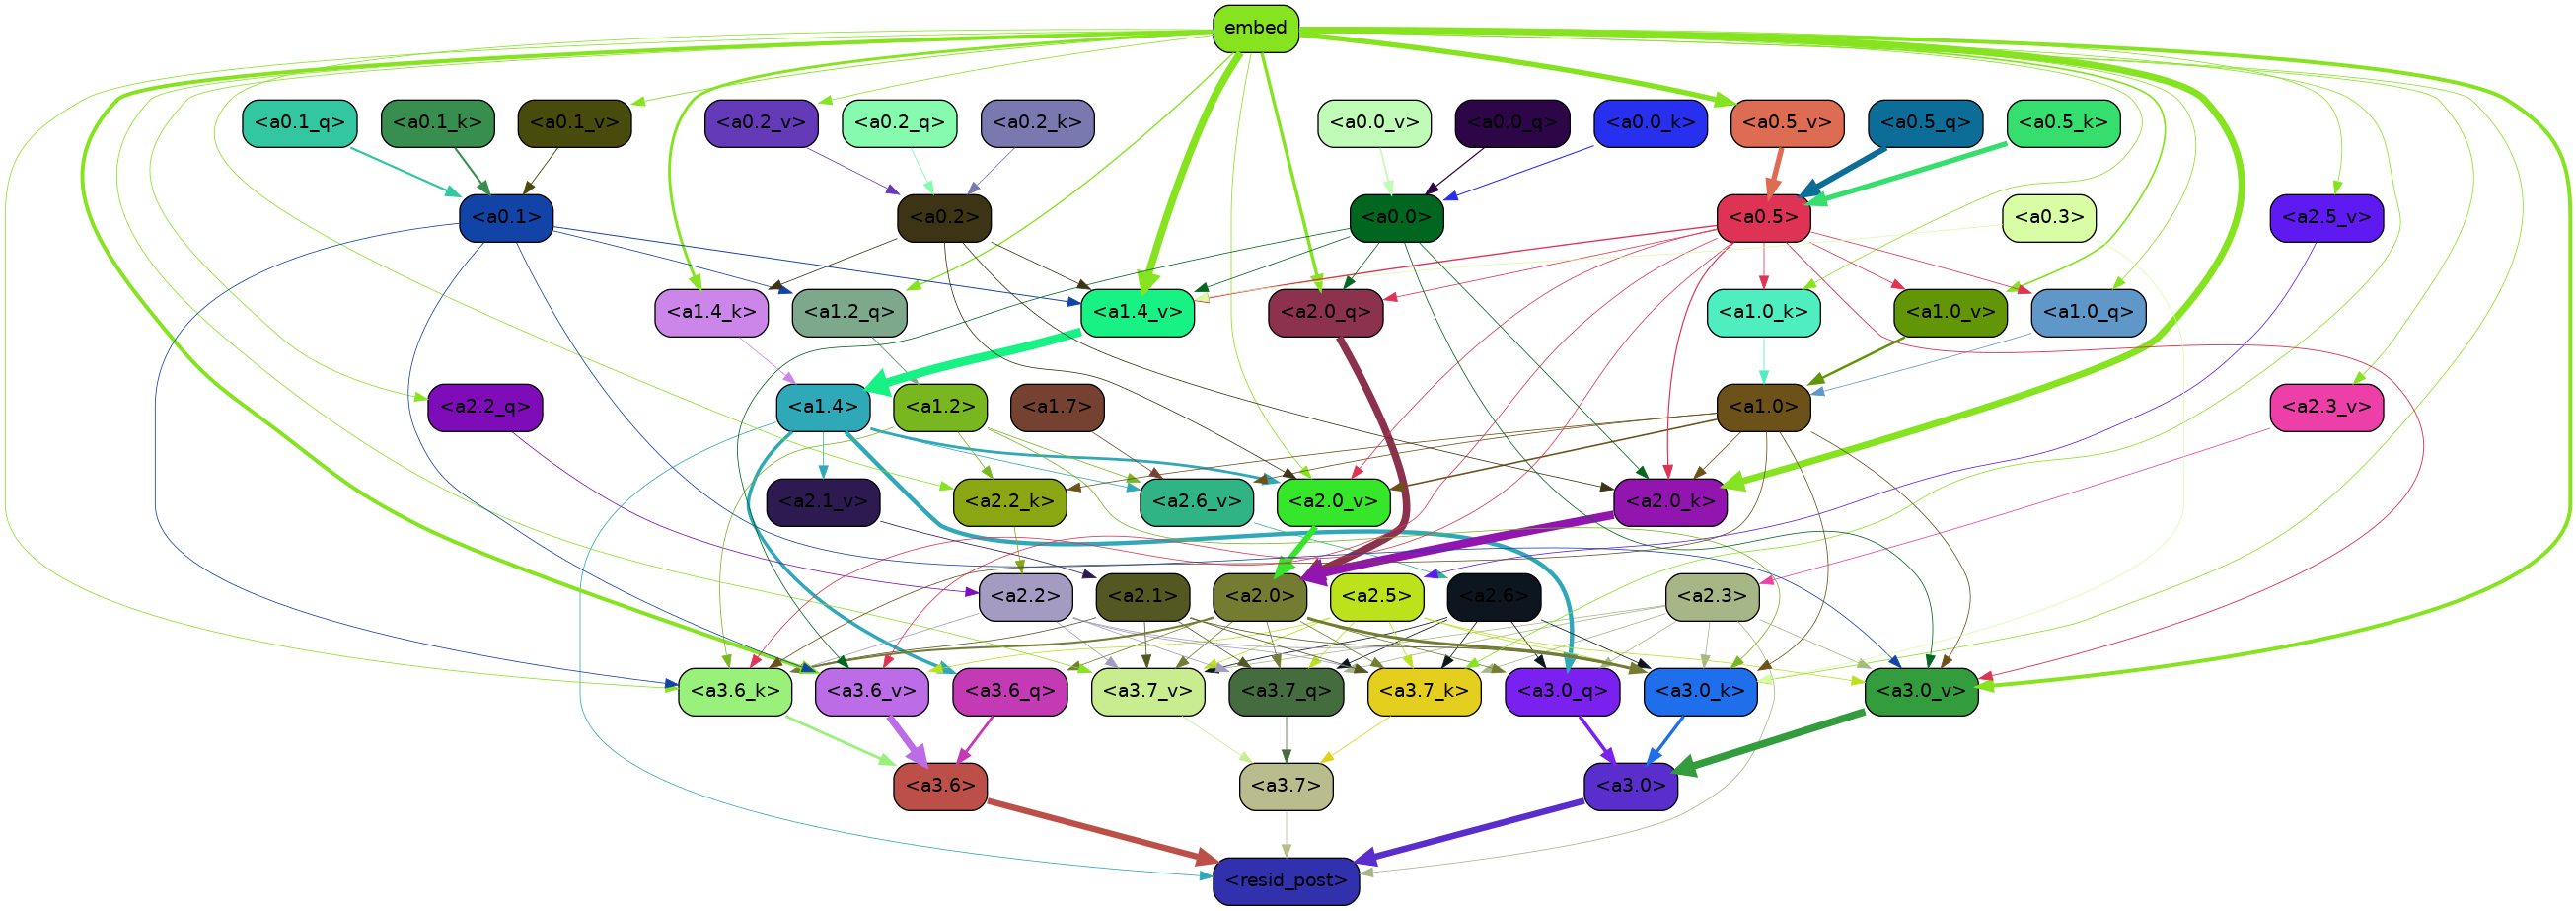 embed
<a0.1_q> <a0.1_k> <a0.1_v> <a0.2_v> <a0.2_q> <a0.2_k> <a0.0_v> <a0.0_q> <a0.0_k> <a0.5_v> <a0.5_q> <a0.5_k>
<a0.1> <a0.2> <a0.0> <a0.5> <a0.3> <a2.5_v>
<a1.4_k> <a1.2_q> <a1.4_v> <a2.0_q> <a1.0_k> <a1.0_v> <a1.0_q>
<a2.2_q> <a1.4> <a1.2> <a1.7> <a1.0> <a2.3_v>
<a2.1_v> <a2.2_k> <a2.6_v> <a2.0_v> <a2.0_k>
<a2.2> <a2.1> <a2.0> <a2.5> <a2.6> <a2.3>
<a3.6_k> <a3.6_v> <a3.6_q> <a3.7_v> <a3.7_q> <a3.7_k> <a3.0_q> <a3.0_k> <a3.0_v>
<a3.6> <a3.7> <a3.0>
<resid_post>